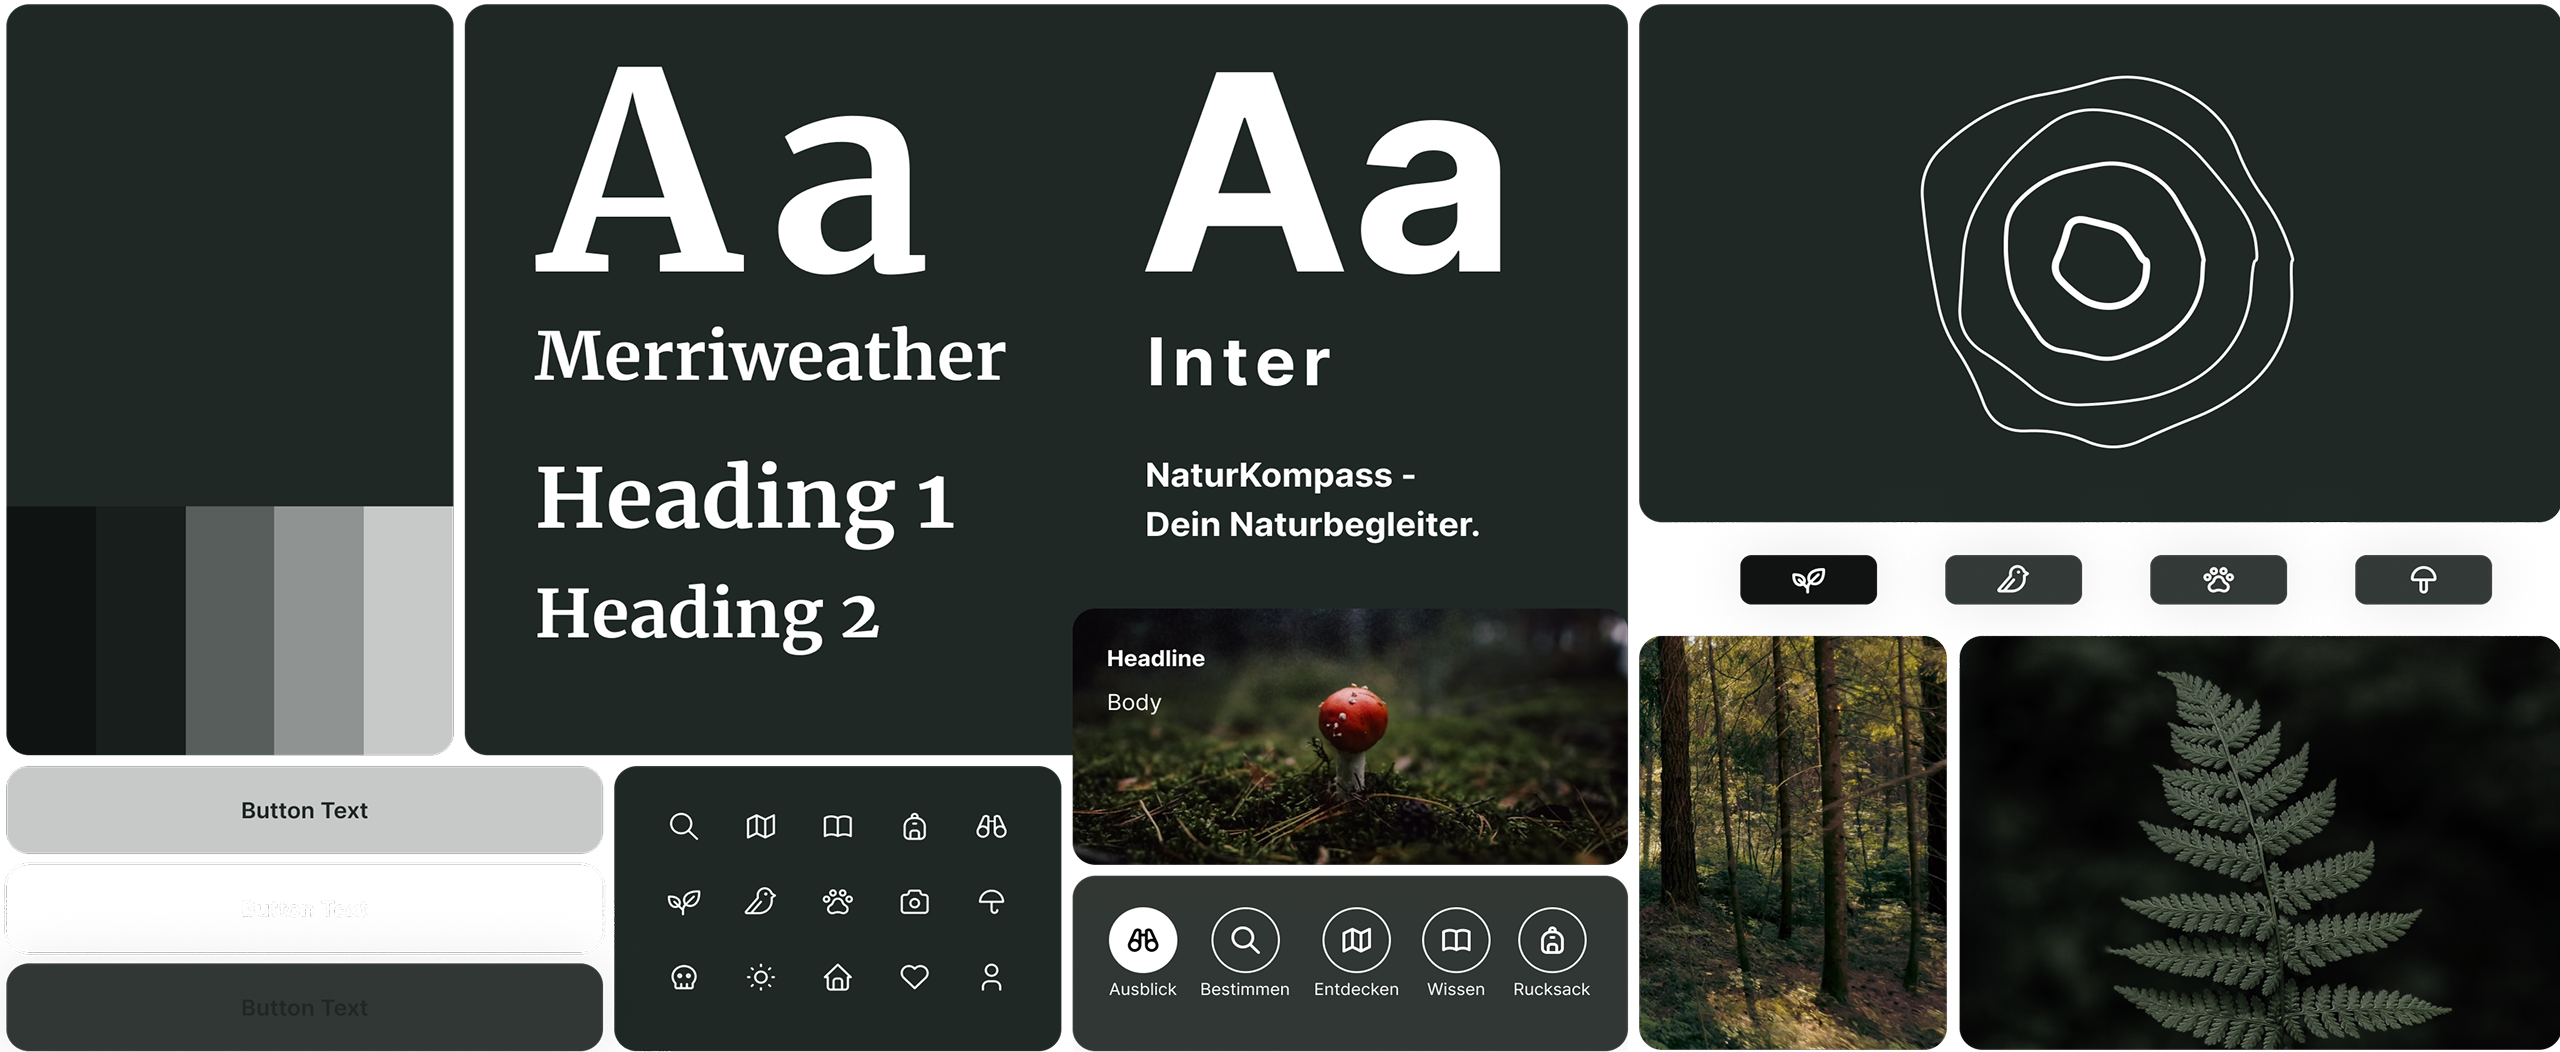 Aa
Merriweather
Heading 1
Heading 2
Aa
Inter
NaturKompass -
Dein Naturbegleiter.
Headline
Body
Button Text
Button Text
Button Text
Ausblick
Bestimmen
Entdecken
Wissen
Rucksack